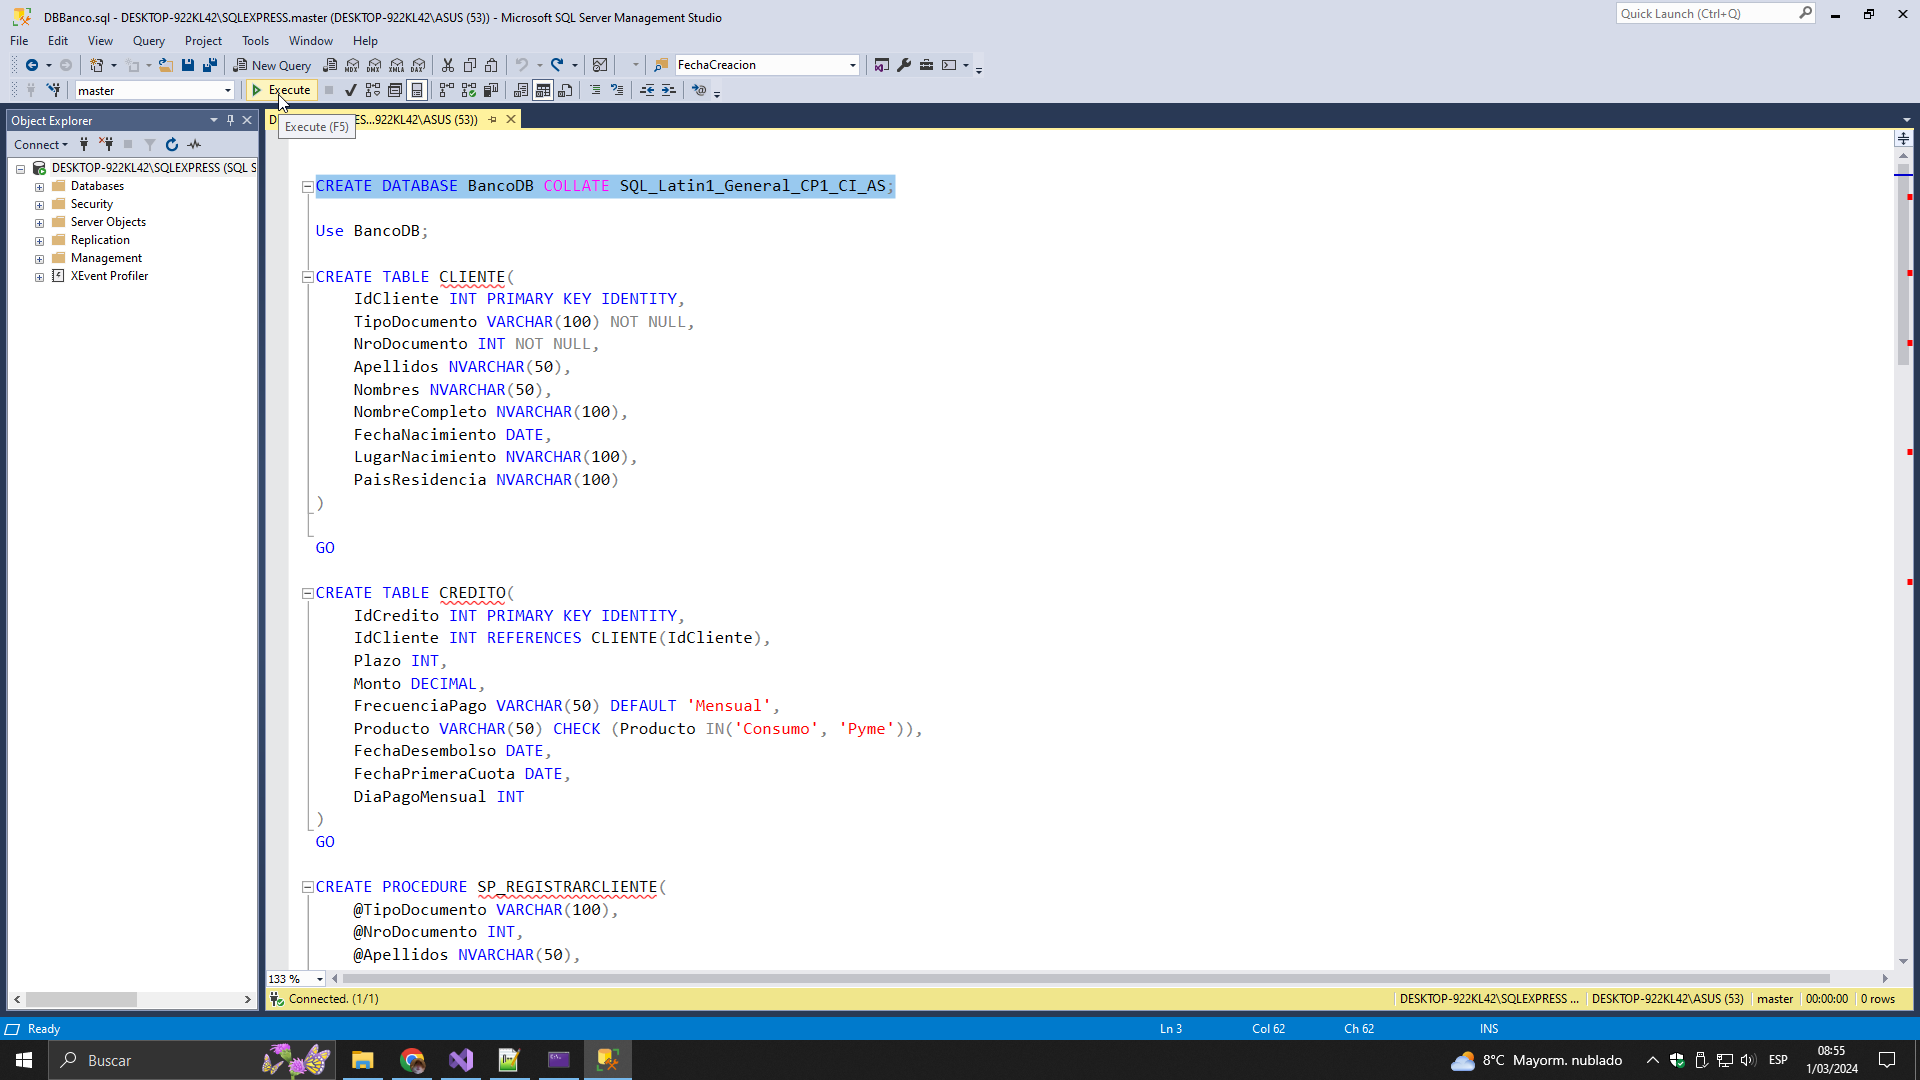 DBBanco.sql - DESKTOP-922KL42\SQLEXPRESS.master (DESKTOP-922KL42\ASUS (53)) - Microsoft SQL Server Management Studio
Quick Launch (Ctrl+Q)
File Edit View Query Project Tools Window Help
New Query
MDX DMX XMLA DAX
FechaCreacion
master
Execute
Object Explorer
ES...922KL42\ASUS (53))
Execute (F5)
Connect
DESKTOP-922KL42\SQLEXPRESS (SQL S
Databases
Security
Server Objects
Replication
Management
XEvent Profiler
CREATE DATABASE BancoDB COLLATE SQL_Latin1_General_CP1_CI_AS;
Use BancoDB;
CREATE TABLE CLIENTE(
IdCliente INT PRIMARY KEY IDENTITY,
TipoDocumento VARCHAR(100) NOT NULL,
NroDocumento INT NOT NULL,
Apellidos NVARCHAR(50),
Nombres NVARCHAR(50),
NombreCompleto NVARCHAR(100),
FechaNacimiento DATE,
LugarNacimiento NVARCHAR(100),
PaisResidencia NVARCHAR(100)
)
GO
CREATE TABLE CREDITO(
IdCredito INT PRIMARY KEY IDENTITY,
IdCliente INT REFERENCES CLIENTE(IdCliente),
Plazo INT,
Monto DECIMAL,
FrecuenciaPago VARCHAR(50) DEFAULT 'Mensual',
Producto VARCHAR(50) CHECK (Producto IN('Consumo', 'Pyme')),
FechaDesembolso DATE,
FechaPrimeraCuota DATE,
DiaPagoMensual INT
)
GO
CREATE PROCEDURE SP_REGISTRARCLIENTE(
@TipoDocumento VARCHAR(100),
@NroDocumento INT,
@Apellidos NVARCHAR(50),
133 %
Connected. (1/1)
DESKTOP-922KL42\SQLEXPRESS ... DESKTOP-922KL42\ASUS (53) master 00:00:00 0 rows
Ready
Ln 3 Col 62 Ch 62 INS
Buscar
8°C Mayorm. nublado
ESP
08:55
1/03/2024